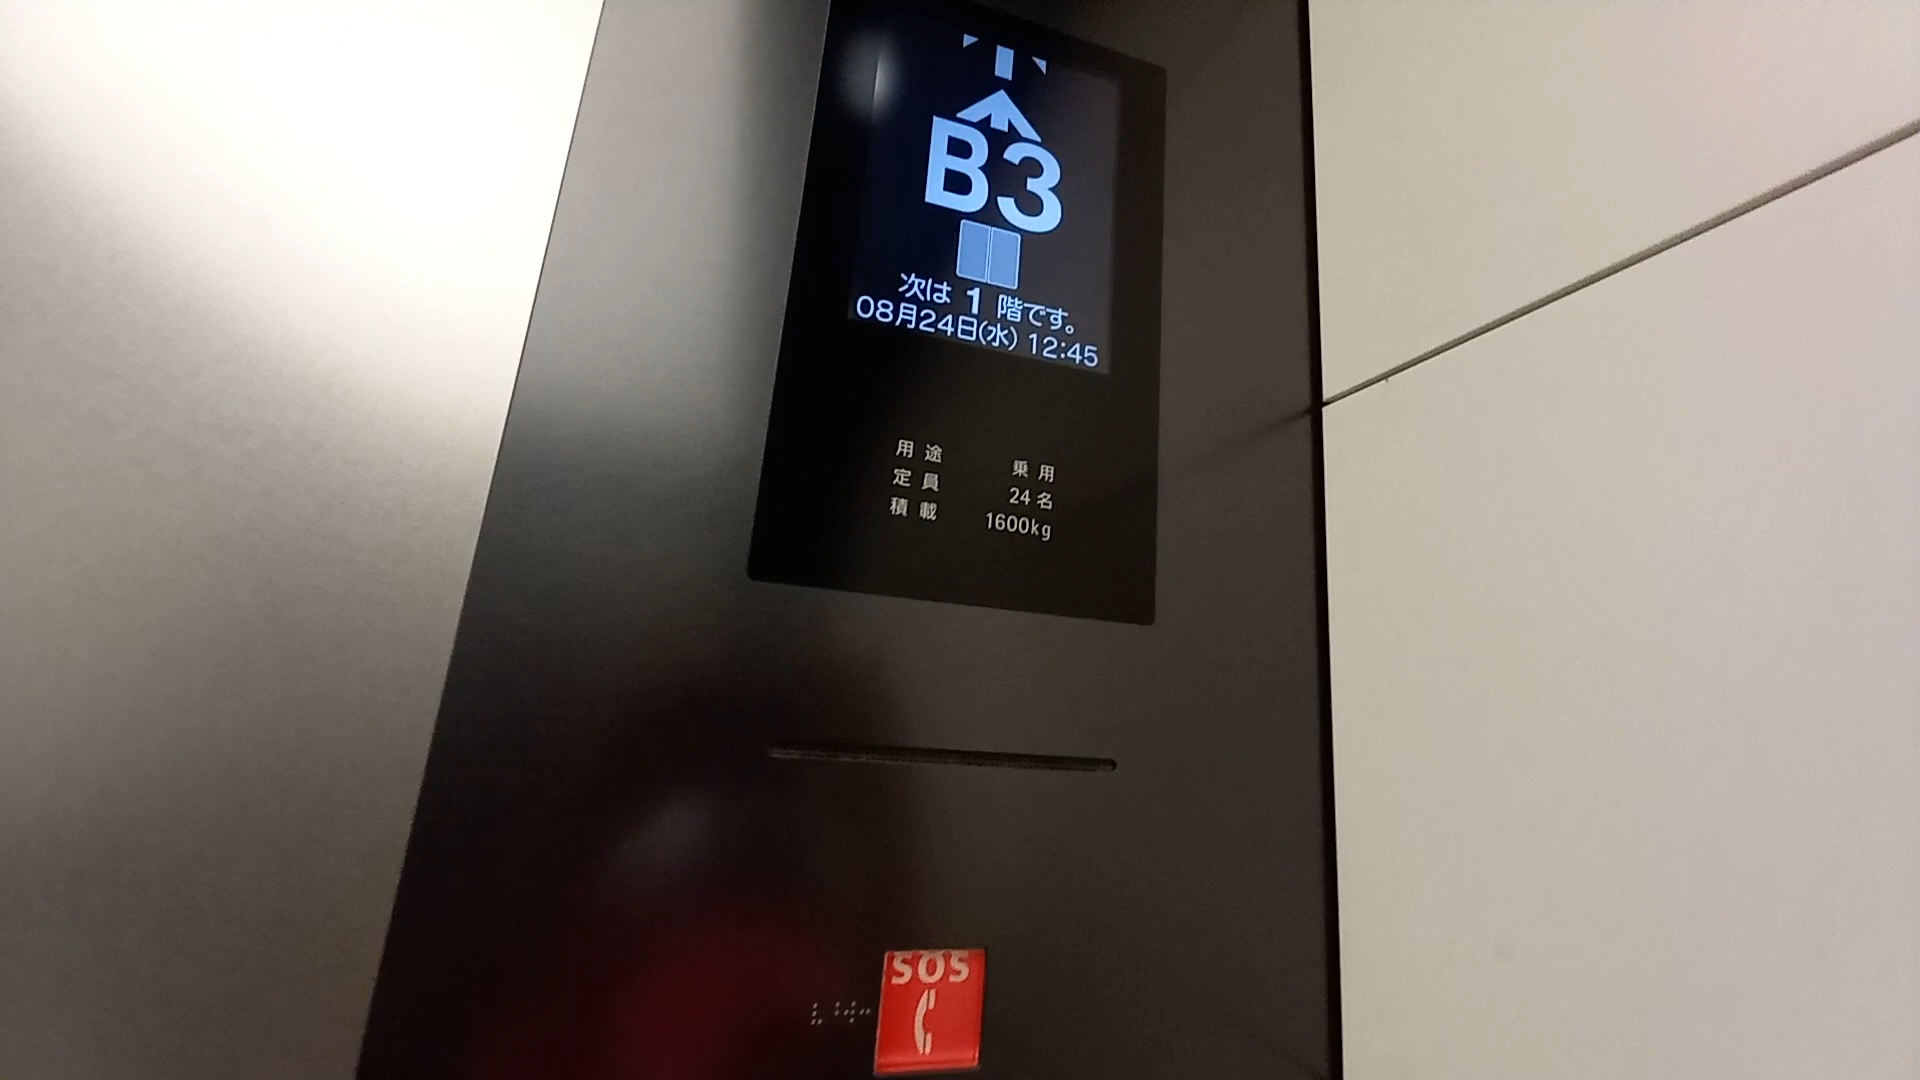 B3
次は 1 階です。
08月24日(水) 12:45
用途 乗用
定員 24名
積載 1600kg
SOS